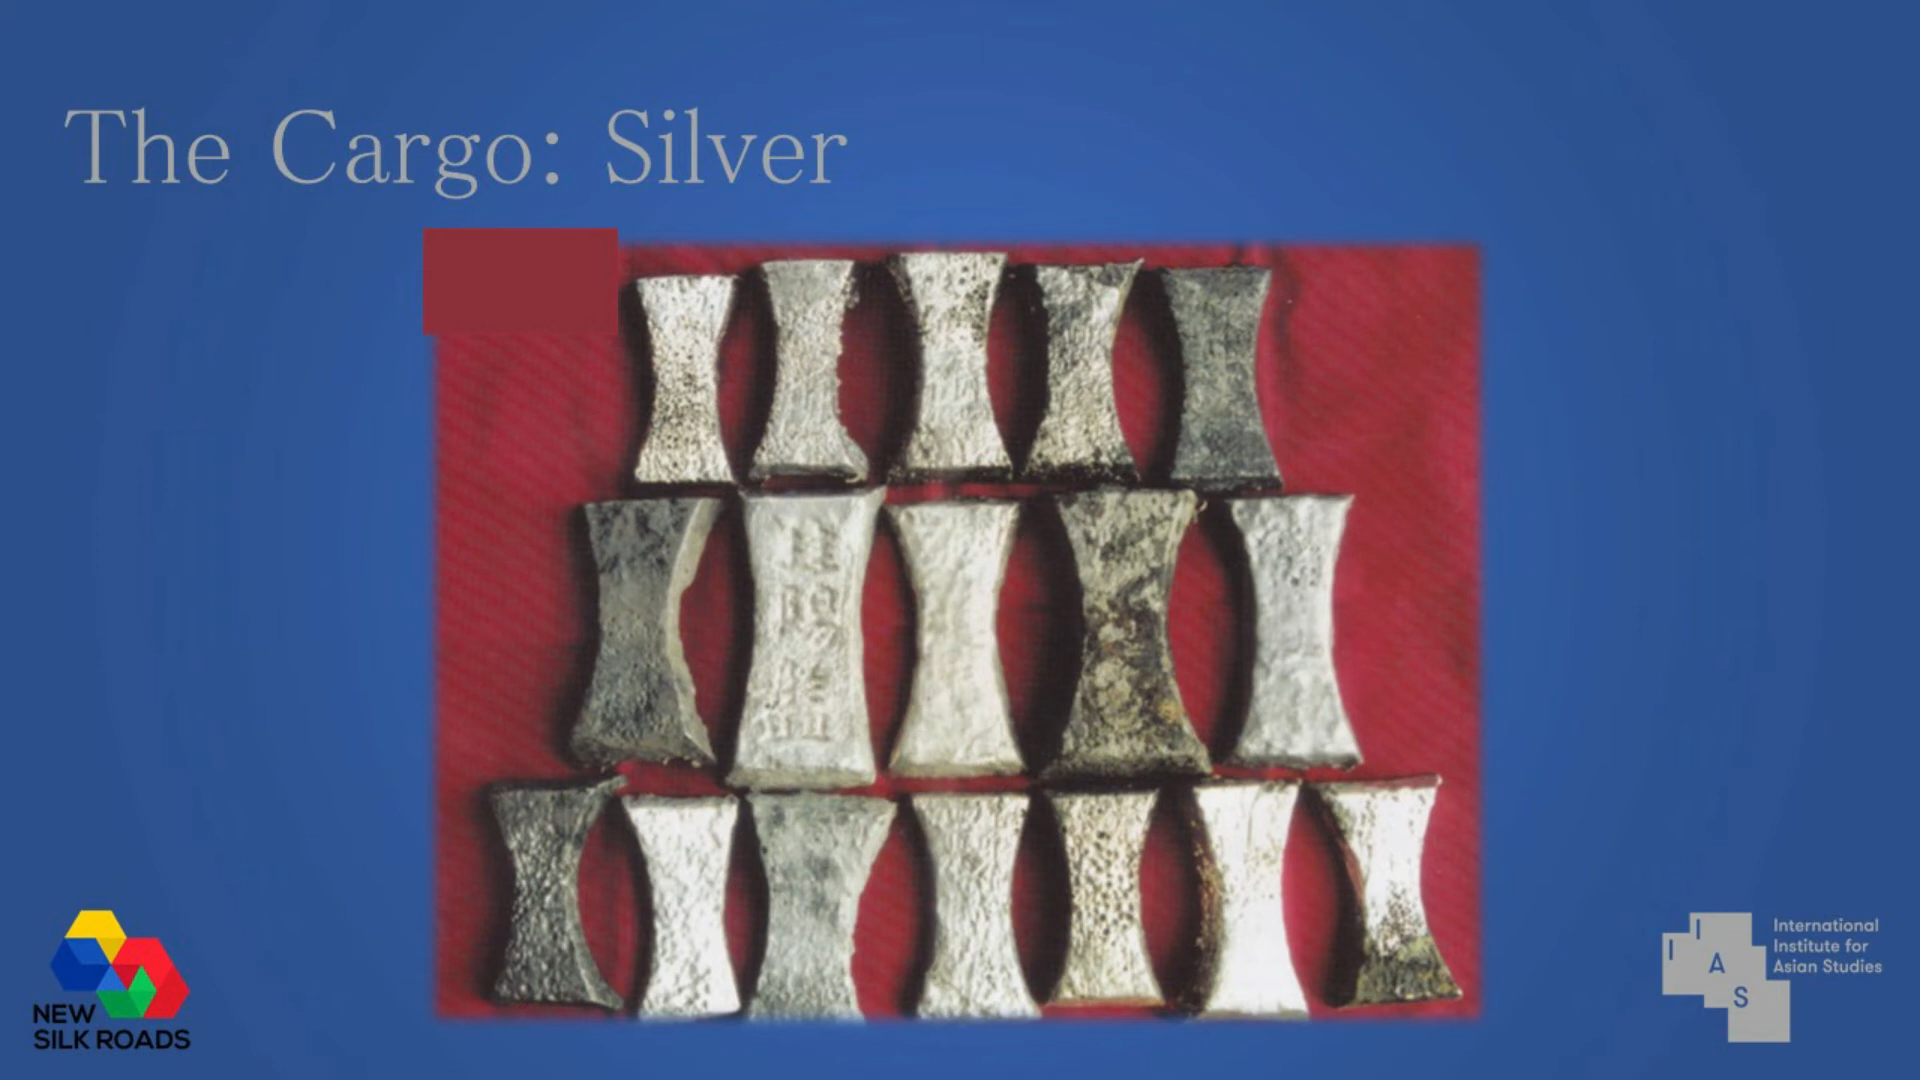 The Cargo: Silver
NEW
SILK ROADS
I
I
A
S
International
Institute for
Asian Studies